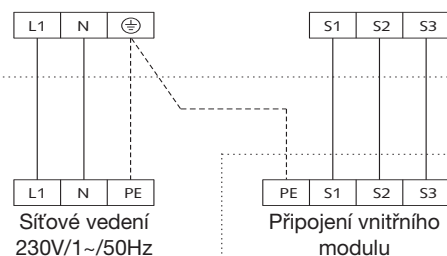 L1 N
S1 S2 S3
L1 N PE
PE S1 S2 S3
Síťové vedení
230V/1~/50Hz
Připojení vnitřního
modulu